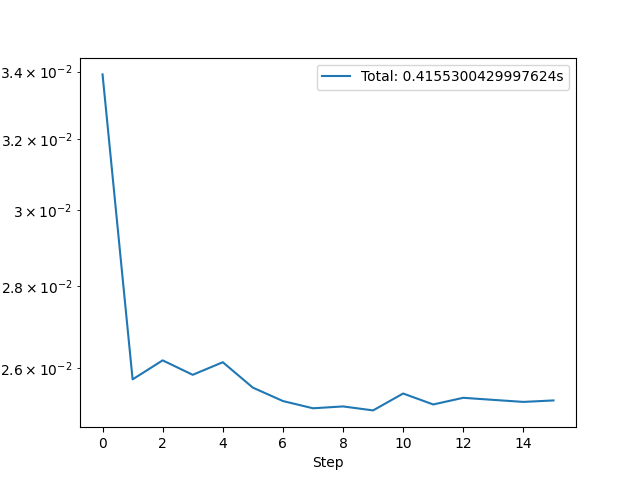 Total: 0.4155300429997624s
3.4 × 10⁻²
3.2 × 10⁻²
3 × 10⁻²
2.8 × 10⁻²
2.6 × 10⁻²
0 2 4 6 8 10 12 14
Step